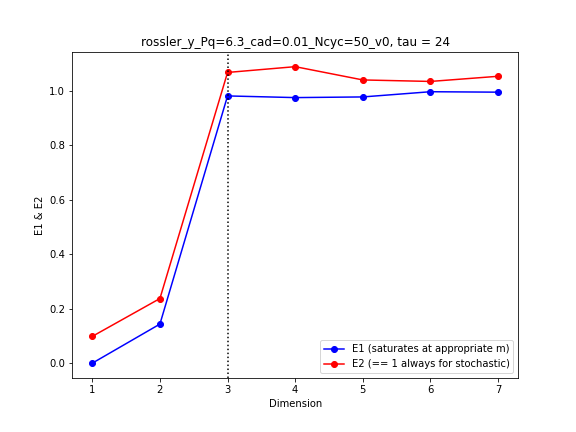 rossler_y_Pq=6.3_cad=0.01_Ncyc=50_v0, tau = 24
E1 & E2
1.0
0.8
0.6
0.4
0.2
0.0
E1 (saturates at appropriate m)
E2 (== 1 always for stochastic)
1 2 3 4 5 6 7
Dimension